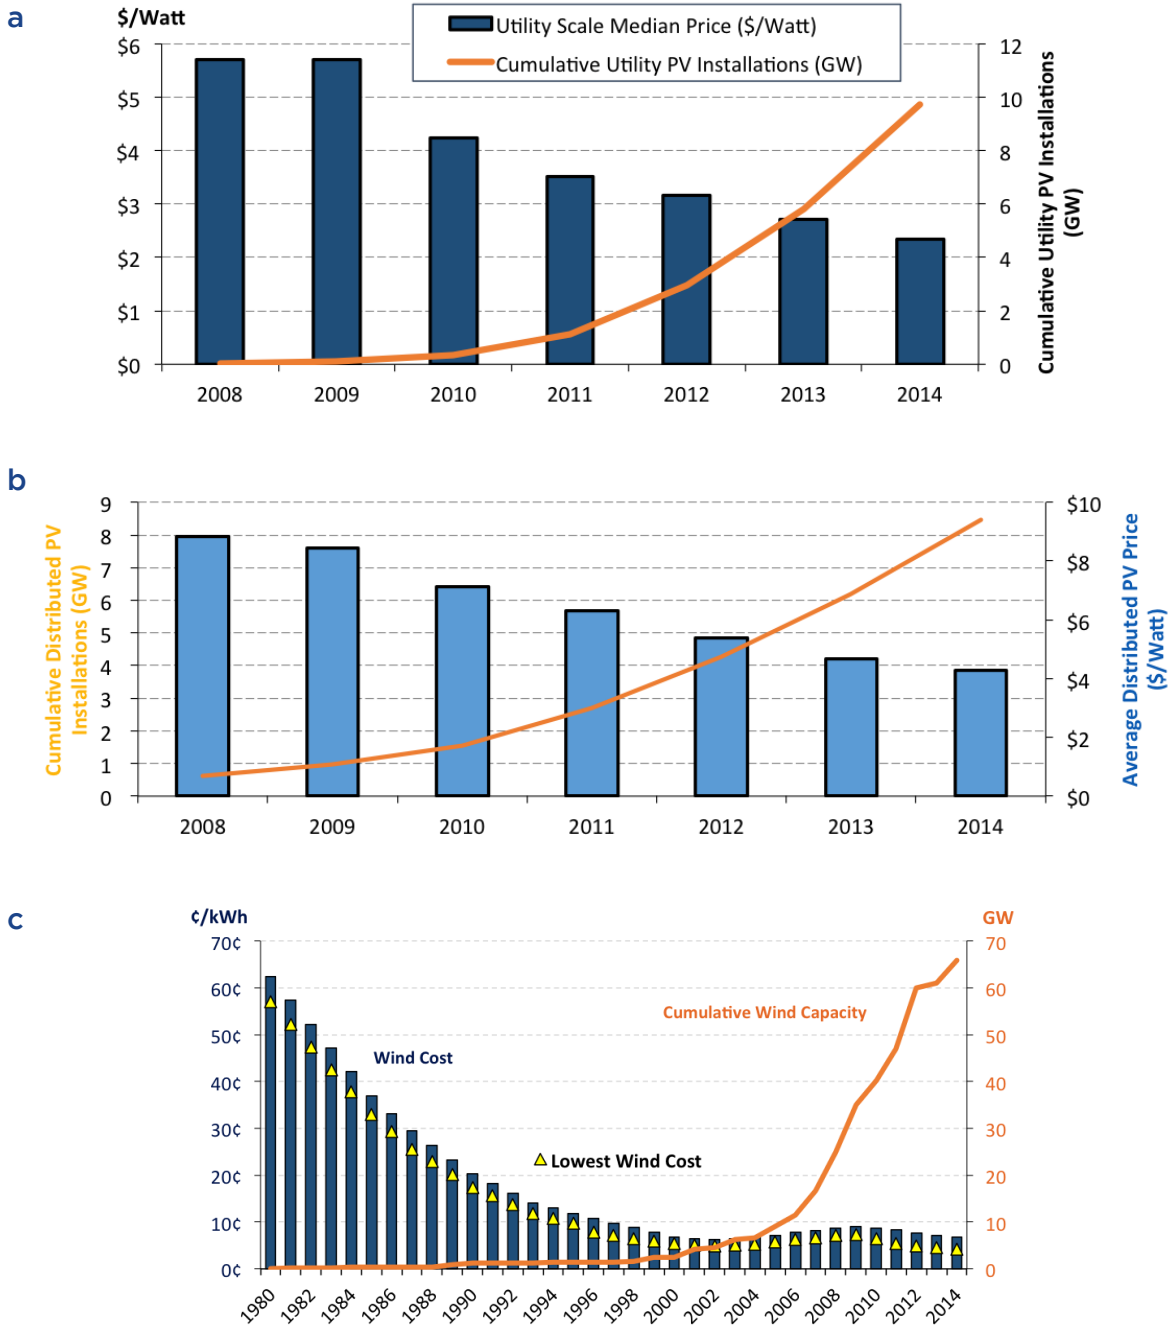 a
$/Watt
Utility Scale Median Price ($/Watt)
Cumulative Utility PV Installations (GW)
$6
$5
$4
$3
$2
$1
$0
12
10
8
6
4
2
0
Cumulative Utility PV Installations
(GW)
2008 2009 2010 2011 2012 2013 2014
b
Cumulative Distributed PV
Installations (GW)
9
8
7
6
5
4
3
2
1
0
$10
$8
$6
$4
$2
$0
Average Distributed PV Price
($/Watt)
2008 2009 2010 2011 2012 2013 2014
c
¢/kWh
GW
70¢
60¢
50¢
40¢
30¢
20¢
10¢
0¢
Cumulative Wind Capacity
Wind Cost
Lowest Wind Cost
70
60
50
40
30
20
10
0
1980 1982 1984 1986 1988 1990 1992 1994 1996 1998 2000 2002 2004 2006 2008 2010 2012 2014